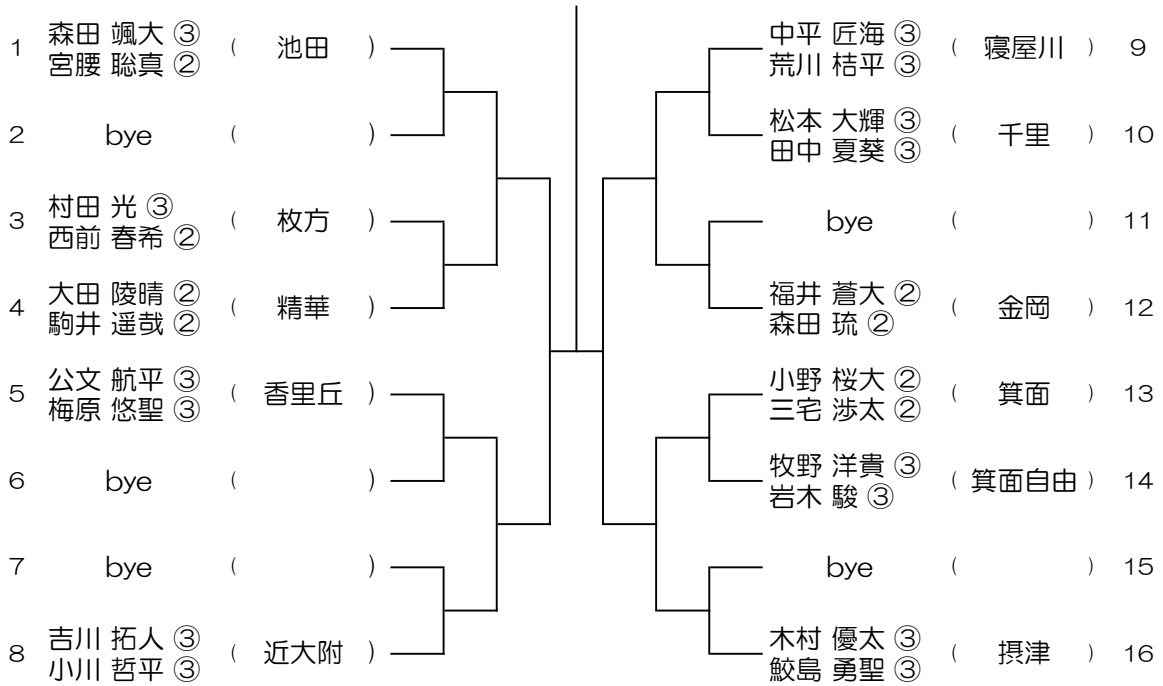 1 森田 颯大 ③ ( 池田 )
宮腰 聡真 ②
2 bye ( )
3 村田 光 ③ ( 枚方 )
西前 春希 ②
4 大田 陵晴 ② ( 精華 )
駒井 遥哉 ②
5 公文 航平 ③ ( 香里丘 )
梅原 悠聖 ③
6 bye ( )
7 bye ( )
8 吉川 拓人 ③ ( 近大附 )
小川 哲平 ③
中平 匠海 ③ ( 寝屋川 ) 9
荒川 桔平 ③
松本 大輝 ③ ( 千里 ) 10
田中 夏葵 ③
bye ( ) 11
福井 蒼大 ② ( 金岡 ) 12
森田 琉 ②
小野 桜大 ② ( 箕面 ) 13
三宅 渉太 ②
牧野 洋貴 ③ ( 箕面自由 ) 14
岩木 駿 ③
bye ( ) 15
木村 優太 ③ ( 摂津 ) 16
鮫島 勇聖 ③